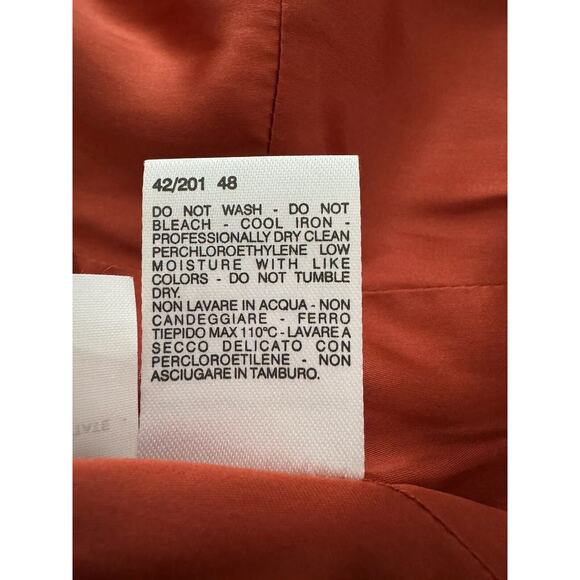 42/201 48
DO NOT WASH - DO NOT
BLEACH - COOL IRON -
PROFESSIONALLY DRY CLEAN
PERCHLOROETHYLENE LOW
MOISTURE WITH LIKE
COLORS - DO NOT TUMBLE
DRY.
NON LAVARE IN ACQUA - NON
CANDEGGIARE - FERRO
TIEPIDO MAX 110°C - LAVARE A
SECCO DELICATO CON
PERCLOROETILENE - NON
ASCIUGARE IN TAMBURO.